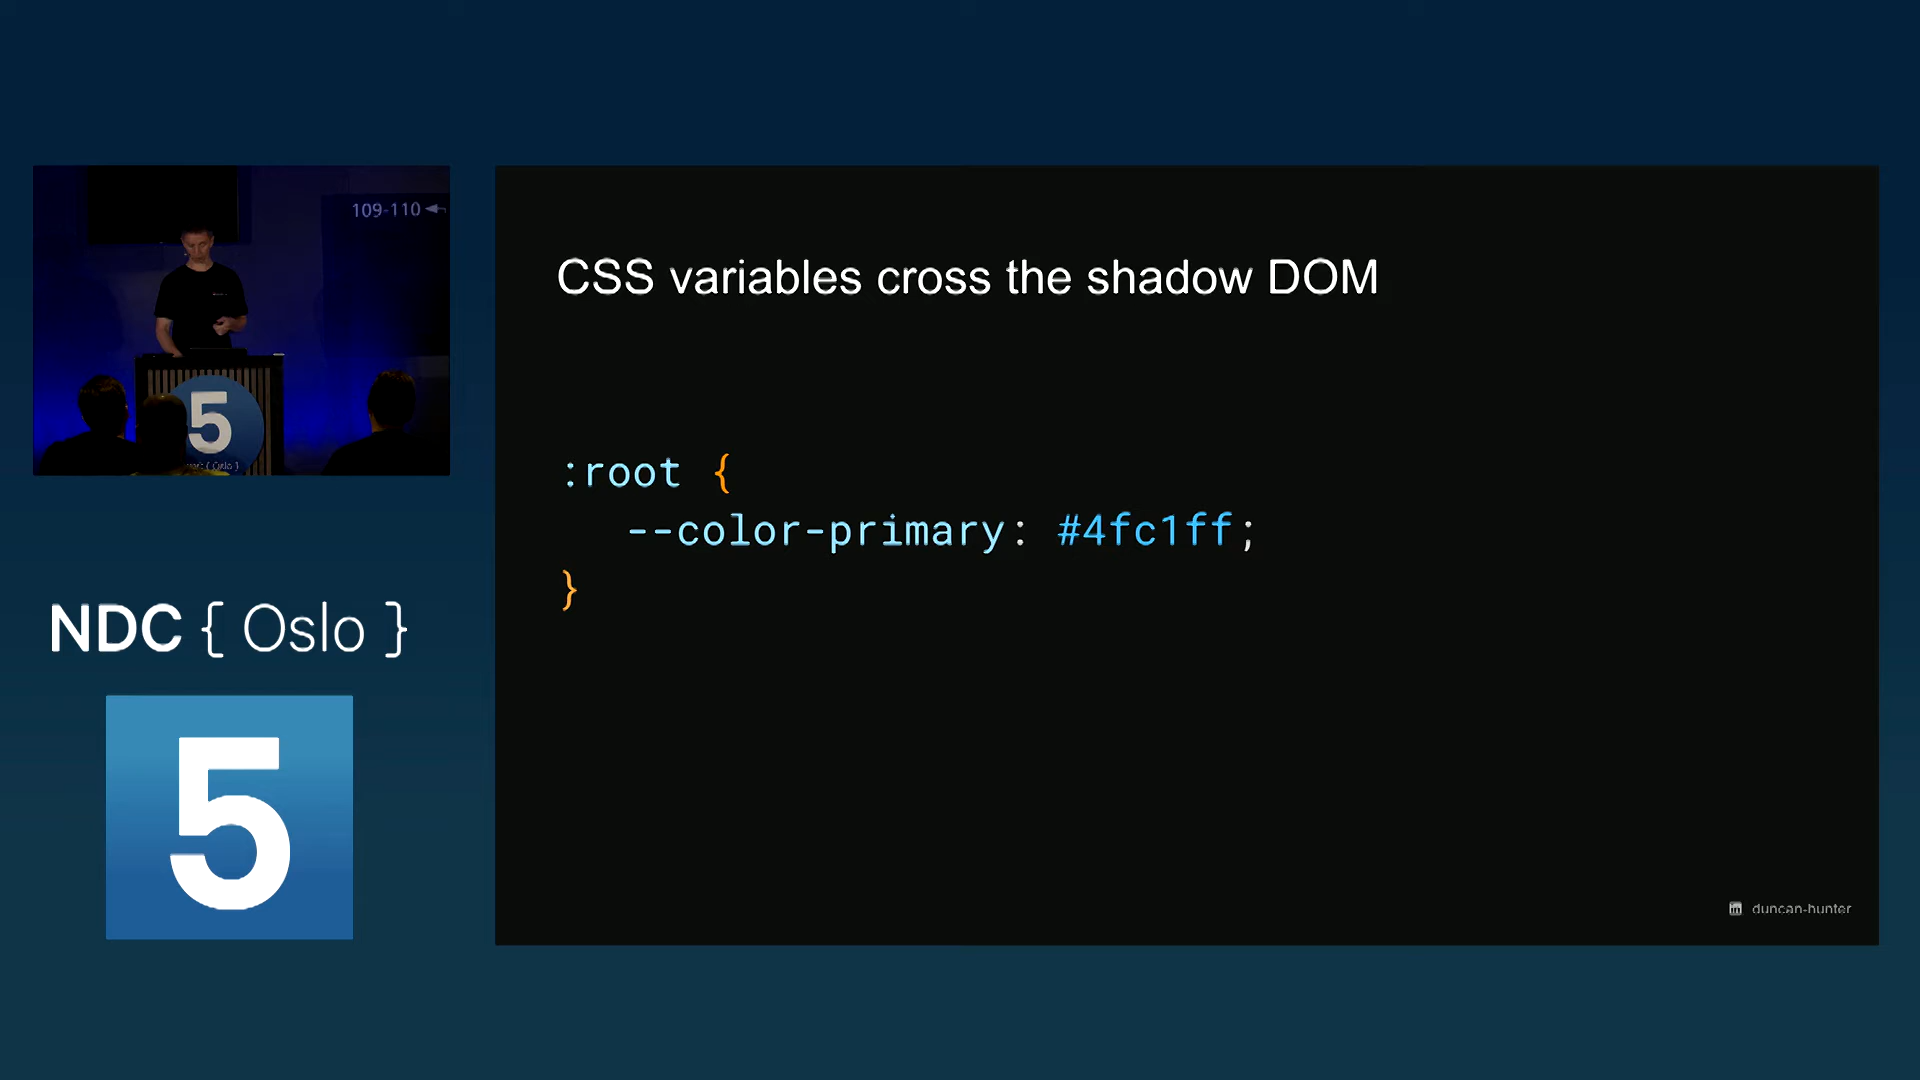 109-110
5
NDC { Oslo }
5
CSS variables cross the shadow DOM
:root {
--color-primary: #4fc1ff;
}
duncan-hunter